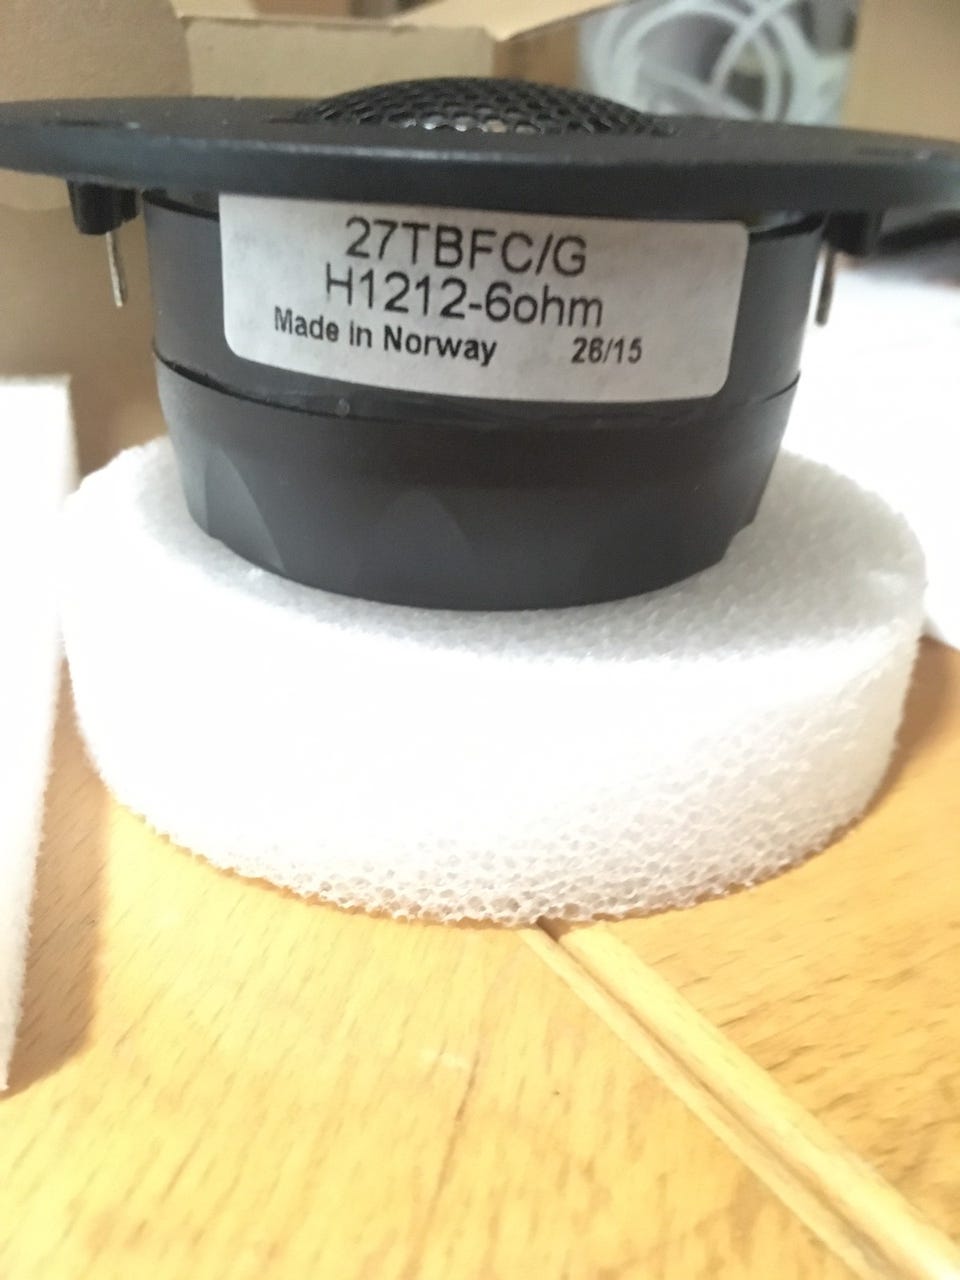 27TBFC/G
H1212-6ohm
Made in Norway 26/15